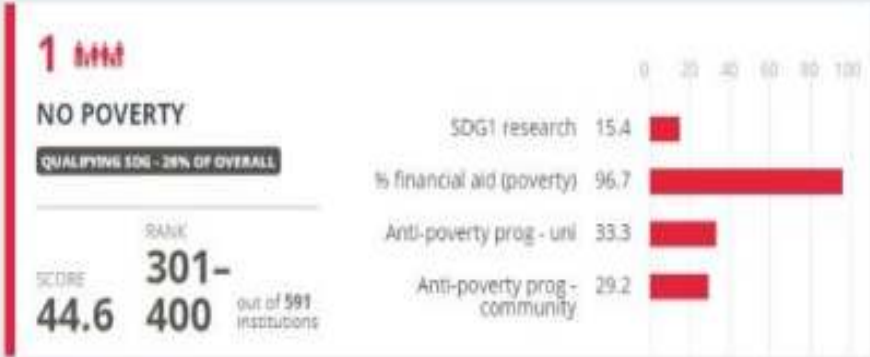 1
NO POVERTY
QUALIFYING SDG - 26% OF OVERALL
SCORE
44.6
RANK
301–
400
out of 591
institutions
0 20 40 60 80 100
SDG1 research 15.4
% financial aid (poverty) 96.7
Anti-poverty prog - uni 33.3
Anti-poverty prog - 29.2
community